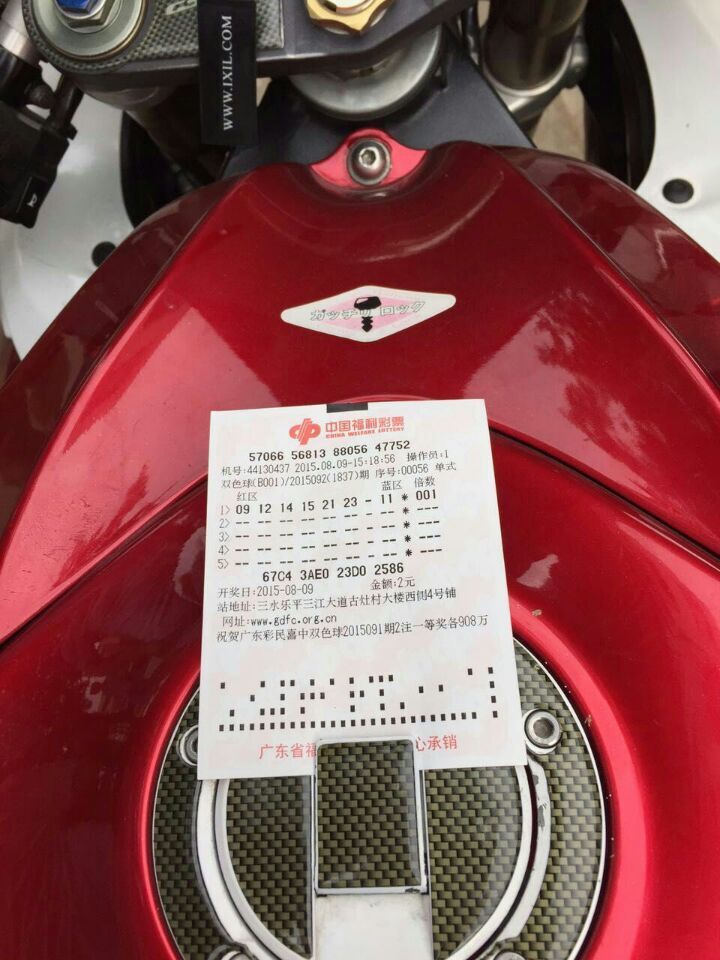 WWW.IXIL.COM
ガッチリロック
中国福利彩票
CHINA WELFARE LOTTERY
57066 56813 88056 47752
机号:44130437 2015.08.09-15:18:56 操作员:1
双色球(B001)/2015092(1837)期 序号:00056 单式
红区 蓝区 倍数
1> 09 12 14 15 21 23 - 11 * 001
2> -- -- -- -- -- -- - -- * ---
3> -- -- -- -- -- -- - -- * ---
4> -- -- -- -- -- -- - -- * ---
5> -- -- -- -- -- -- - -- * ---
67C4 3AE0 23D0 2586
开奖日:2015-08-09 金额:2元
站地址:三水乐平三江大道古灶村大楼西侧4号铺
网址:www.gdfc.org.cn
祝贺广东彩民喜中双色球2015091期2注一等奖各908万
广东省福 心承销